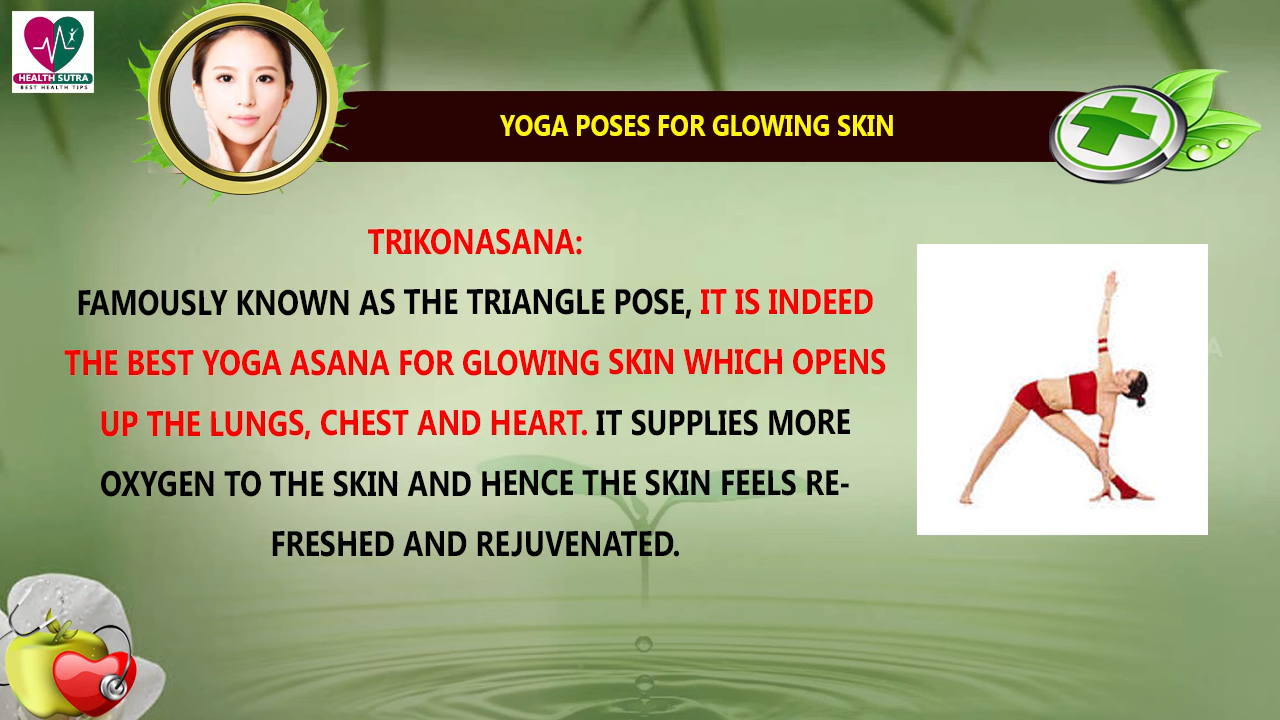 HEALTH SUTRA
BEST HEALTH TIPS
YOGA POSES FOR GLOWING SKIN
TRIKONASANA:
FAMOUSLY KNOWN AS THE TRIANGLE POSE, IT IS INDEED
THE BEST YOGA ASANA FOR GLOWING SKIN WHICH OPENS
UP THE LUNGS, CHEST AND HEART. IT SUPPLIES MORE
OXYGEN TO THE SKIN AND HENCE THE SKIN FEELS RE-
FRESHED AND REJUVENATED.